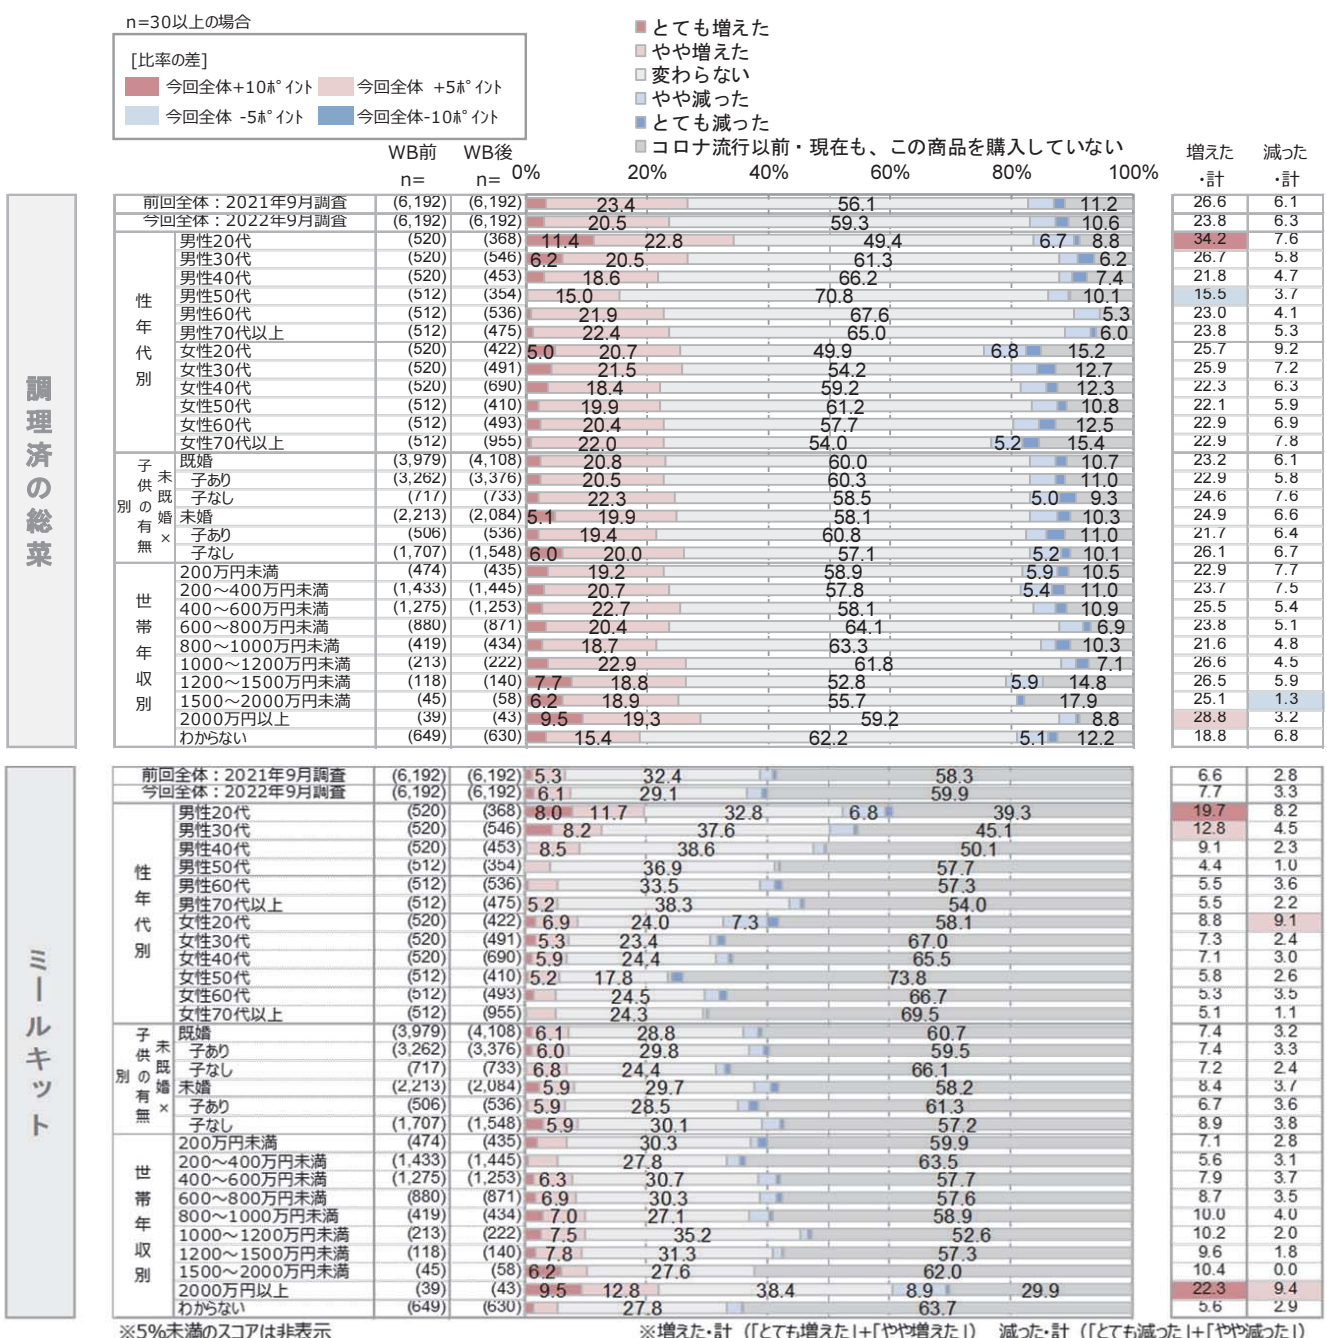 n=30以上の場合
[比率の差]
今回全体+10ﾎﾟｲﾝﾄ 今回全体 +5ﾎﾟｲﾝﾄ
今回全体 -5ﾎﾟｲﾝﾄ 今回全体-10ﾎﾟｲﾝﾄ
とても増えた
やや増えた
変わらない
やや減った
とても減った
コロナ流行以前・現在も、この商品を購入していない
WB前 n= WB後 n= 0% 20% 40% 60% 80% 100% 増えた・計 減った・計
調理済の総菜
前回全体：2021年9月調査 (6,192) (6,192) 23.4 56.1 11.2 26.6 6.1
今回全体：2022年9月調査 (6,192) (6,192) 20.5 59.3 10.6 23.8 6.3
性年代別
男性20代 (520) (368) 11.4 22.8 49.4 6.7 8.8 34.2 7.6
男性30代 (520) (546) 6.2 20.5 61.3 6.2 26.7 5.8
男性40代 (520) (453) 18.6 66.2 7.4 21.8 4.7
男性50代 (512) (354) 15.0 70.8 10.1 15.5 3.7
男性60代 (512) (536) 21.9 67.6 5.3 23.0 4.1
男性70代以上 (512) (475) 22.4 65.0 6.0 23.8 5.3
女性20代 (520) (422) 5.0 20.7 49.9 6.8 15.2 25.7 9.2
女性30代 (520) (491) 21.5 54.2 12.7 25.9 7.2
女性40代 (520) (690) 18.4 59.2 12.3 22.3 6.3
女性50代 (512) (410) 19.9 61.2 10.8 22.1 5.9
女性60代 (512) (493) 20.4 57.7 12.5 22.9 6.9
女性70代以上 (512) (955) 22.0 54.0 5.2 15.4 22.9 7.8
未既婚×子供の有無別
既婚 (3,979) (4,108) 20.8 60.0 10.7 23.2 6.1
子あり (3,262) (3,376) 20.5 60.3 11.0 22.9 5.8
子なし (717) (733) 22.3 58.5 5.0 9.3 24.6 7.6
未婚 (2,213) (2,084) 5.1 19.9 58.1 10.3 24.9 6.6
子あり (506) (536) 19.4 60.8 11.0 21.7 6.4
子なし (1,707) (1,548) 6.0 20.0 57.1 5.2 10.1 26.1 6.7
世帯年収別
200万円未満 (474) (435) 19.2 58.9 5.9 10.5 22.9 7.7
200～400万円未満 (1,433) (1,445) 20.7 57.8 5.4 11.0 23.7 7.5
400～600万円未満 (1,275) (1,253) 22.7 58.1 10.9 25.5 5.4
600～800万円未満 (880) (871) 20.4 64.1 6.9 23.8 5.1
800～1000万円未満 (419) (434) 18.7 63.3 10.3 21.6 4.8
1000～1200万円未満 (213) (222) 22.9 61.8 7.1 26.6 4.5
1200～1500万円未満 (118) (140) 7.7 18.8 52.8 5.9 14.8 26.5 5.9
1500～2000万円未満 (45) (58) 6.2 18.9 55.7 17.9 25.1 1.3
2000万円以上 (39) (43) 9.5 19.3 59.2 8.8 28.8 3.2
わからない (649) (630) 15.4 62.2 5.1 12.2 18.8 6.8
ミールキット
前回全体：2021年9月調査 (6,192) (6,192) 5.3 32.4 58.3 6.6 2.8
今回全体：2022年9月調査 (6,192) (6,192) 6.1 29.1 59.9 7.7 3.3
性年代別
男性20代 (520) (368) 8.0 11.7 32.8 6.8 39.3 19.7 8.2
男性30代 (520) (546) 8.2 37.6 45.1 12.8 4.5
男性40代 (520) (453) 8.5 38.6 50.1 9.1 2.3
男性50代 (512) (354) 36.9 57.7 4.4 1.0
男性60代 (512) (536) 33.5 57.3 5.5 3.6
男性70代以上 (512) (475) 5.2 38.3 54.0 5.5 2.2
女性20代 (520) (422) 6.9 24.0 7.3 58.1 8.8 9.1
女性30代 (520) (491) 5.3 23.4 67.0 7.3 2.4
女性40代 (520) (690) 5.9 24.4 65.5 7.1 3.0
女性50代 (512) (410) 5.2 17.8 73.8 5.8 2.6
女性60代 (512) (493) 24.5 66.7 5.3 3.5
女性70代以上 (512) (955) 24.3 69.5 5.1 1.1
未既婚×子供の有無別
既婚 (3,979) (4,108) 6.1 28.8 60.7 7.4 3.2
子あり (3,262) (3,376) 6.0 29.8 59.5 7.4 3.3
子なし (717) (733) 6.8 24.4 66.1 7.2 2.4
未婚 (2,213) (2,084) 5.9 29.7 58.2 8.4 3.7
子あり (506) (536) 5.9 28.5 61.3 6.7 3.6
子なし (1,707) (1,548) 5.9 30.1 57.2 8.9 3.8
世帯年収別
200万円未満 (474) (435) 30.3 59.9 7.1 2.8
200～400万円未満 (1,433) (1,445) 27.8 63.5 5.6 3.1
400～600万円未満 (1,275) (1,253) 6.3 30.7 57.7 7.9 3.7
600～800万円未満 (880) (871) 6.9 30.3 57.6 8.7 3.5
800～1000万円未満 (419) (434) 7.0 27.1 58.9 10.0 4.0
1000～1200万円未満 (213) (222) 7.5 35.2 52.6 10.2 2.0
1200～1500万円未満 (118) (140) 7.8 31.3 57.3 9.6 1.8
1500～2000万円未満 (45) (58) 6.2 27.6 62.0 10.4 0.0
2000万円以上 (39) (43) 9.5 12.8 38.4 8.9 29.9 22.3 9.4
わからない (649) (630) 27.8 63.7 5.6 2.9
※5%未満のスコアは非表示 ※増えた・計（「とても増えた」+「やや増えた」） 減った・計（「とても減った」+「やや減った」）